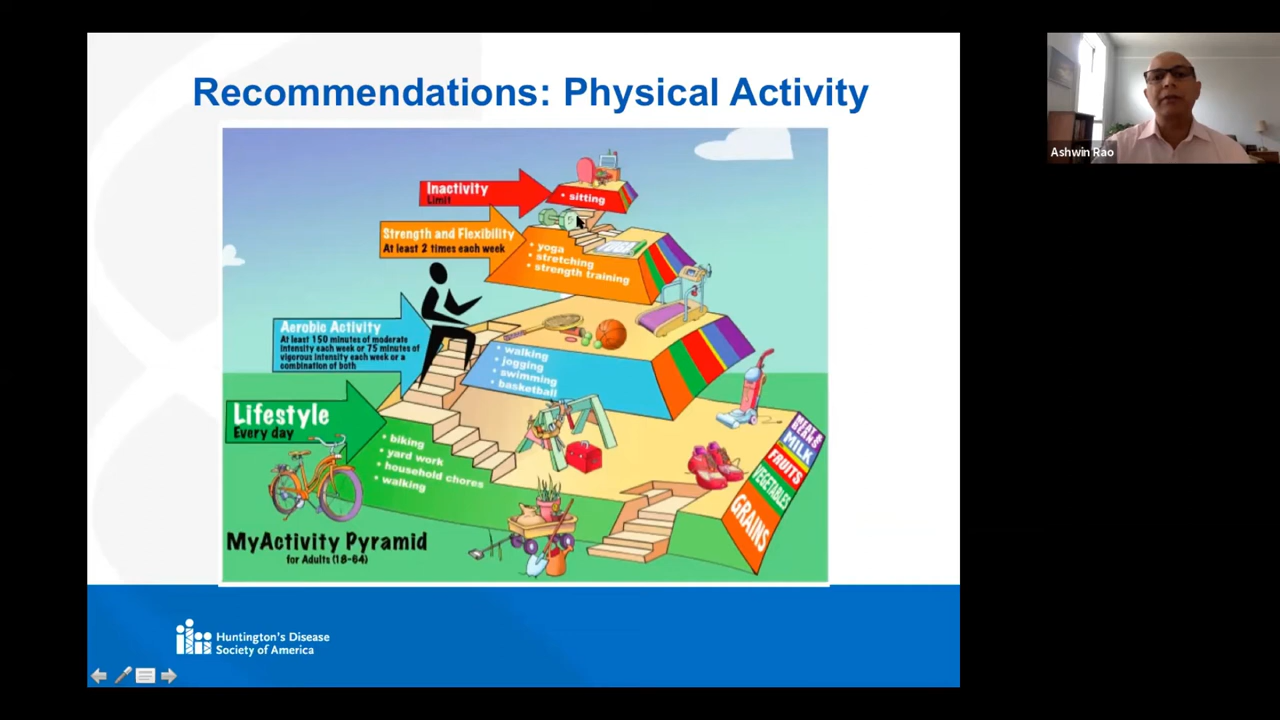 Recommendations: Physical Activity
Ashwin Rao
Inactivity
Limit
• sitting
Strength and Flexibility
At least 2 times each week
• yoga
• stretching
• strength training
Aerobic Activity
At least 150 minutes of moderate
intensity each week or 75 minutes of
vigorous intensity each week or a
combination of both
• walking
• jogging
• swimming
• basketball
Lifestyle
Every day
• biking
• yard work
• household chores
• walking
MEAT &
BEANS
MILK
FRUITS
VEGETABLES
GRAINS
MyActivity Pyramid
for Adults (18-64)
Huntington's Disease
Society of America